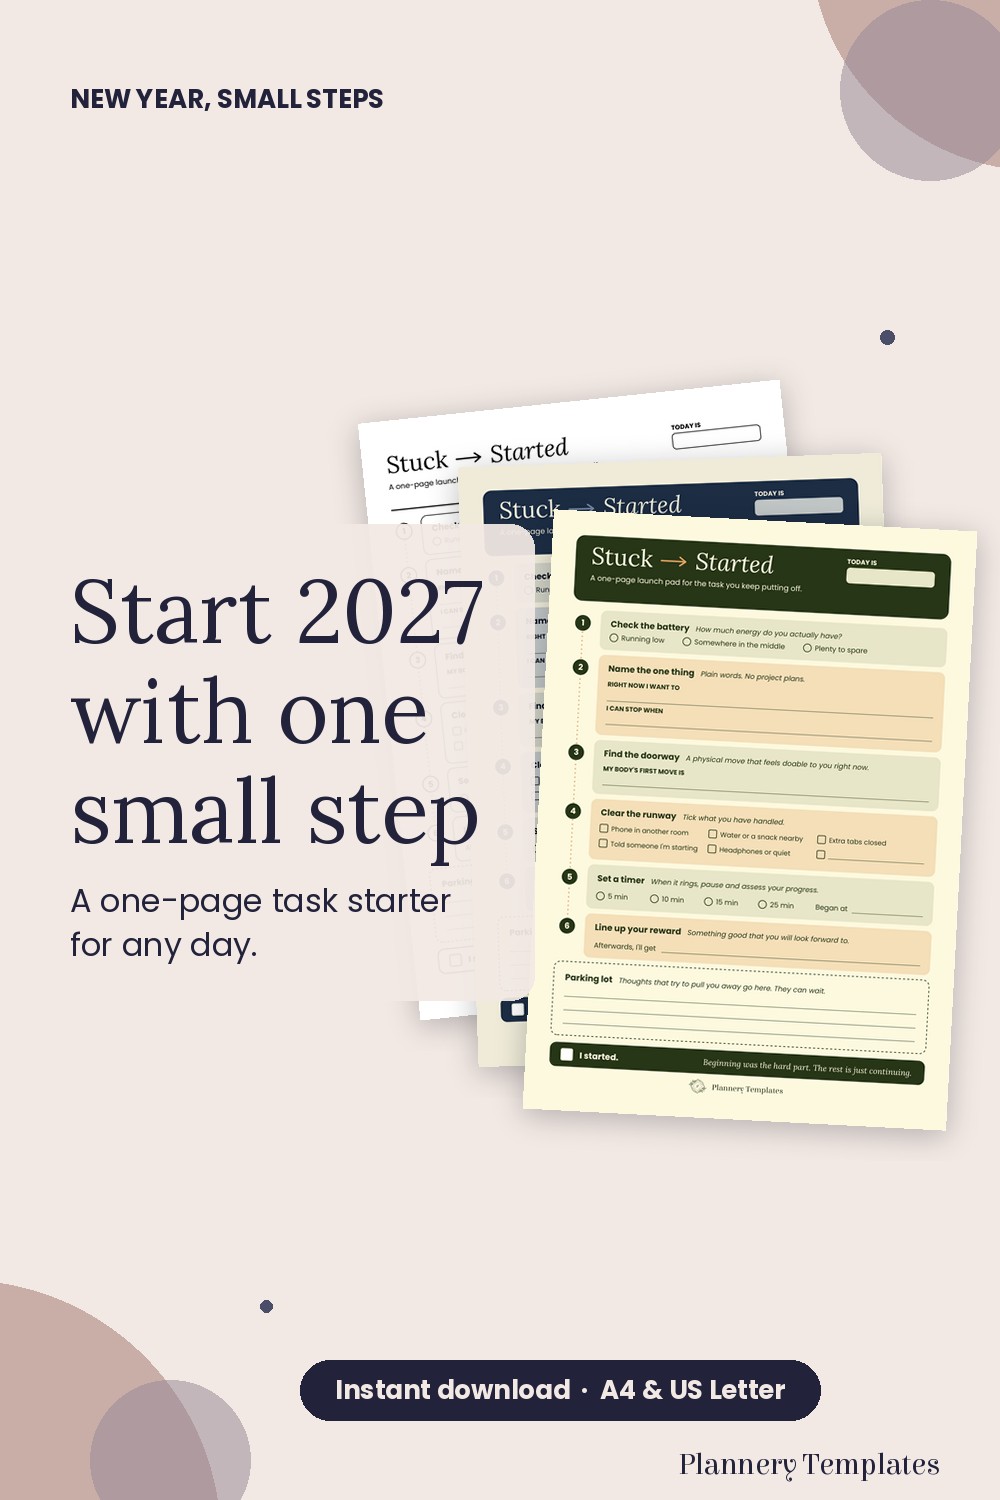 NEW YEAR, SMALL STEPS
Stuck → Started
TODAY IS
A one-page launch
Stuck → Started
TODAY IS
Stuck → Started
A one-page launch pad for the task you keep putting off.
TODAY IS
1 Check the battery How much energy do you actually have?
Running low Somewhere in the middle Plenty to spare
2 Name the one thing Plain words. No project plans.
RIGHT NOW I WANT TO
I CAN STOP WHEN
3 Find the doorway A physical move that feels doable to you right now.
MY BODY'S FIRST MOVE IS
4 Clear the runway Tick what you have handled.
Phone in another room Water or a snack nearby Extra tabs closed
Told someone I'm starting Headphones or quiet
5 Set a timer When it rings, pause and assess your progress.
5 min 10 min 15 min 25 min Began at
6 Line up your reward Something good that you will look forward to.
Afterwards, I'll get
Parking lot Thoughts that try to pull you away go here. They can wait.
I started. Beginning was the hard part. The rest is just continuing.
Plannery Templates
Start 2027
with one
small step
A one-page task starter
for any day.
Instant download · A4 & US Letter
Plannery Templates